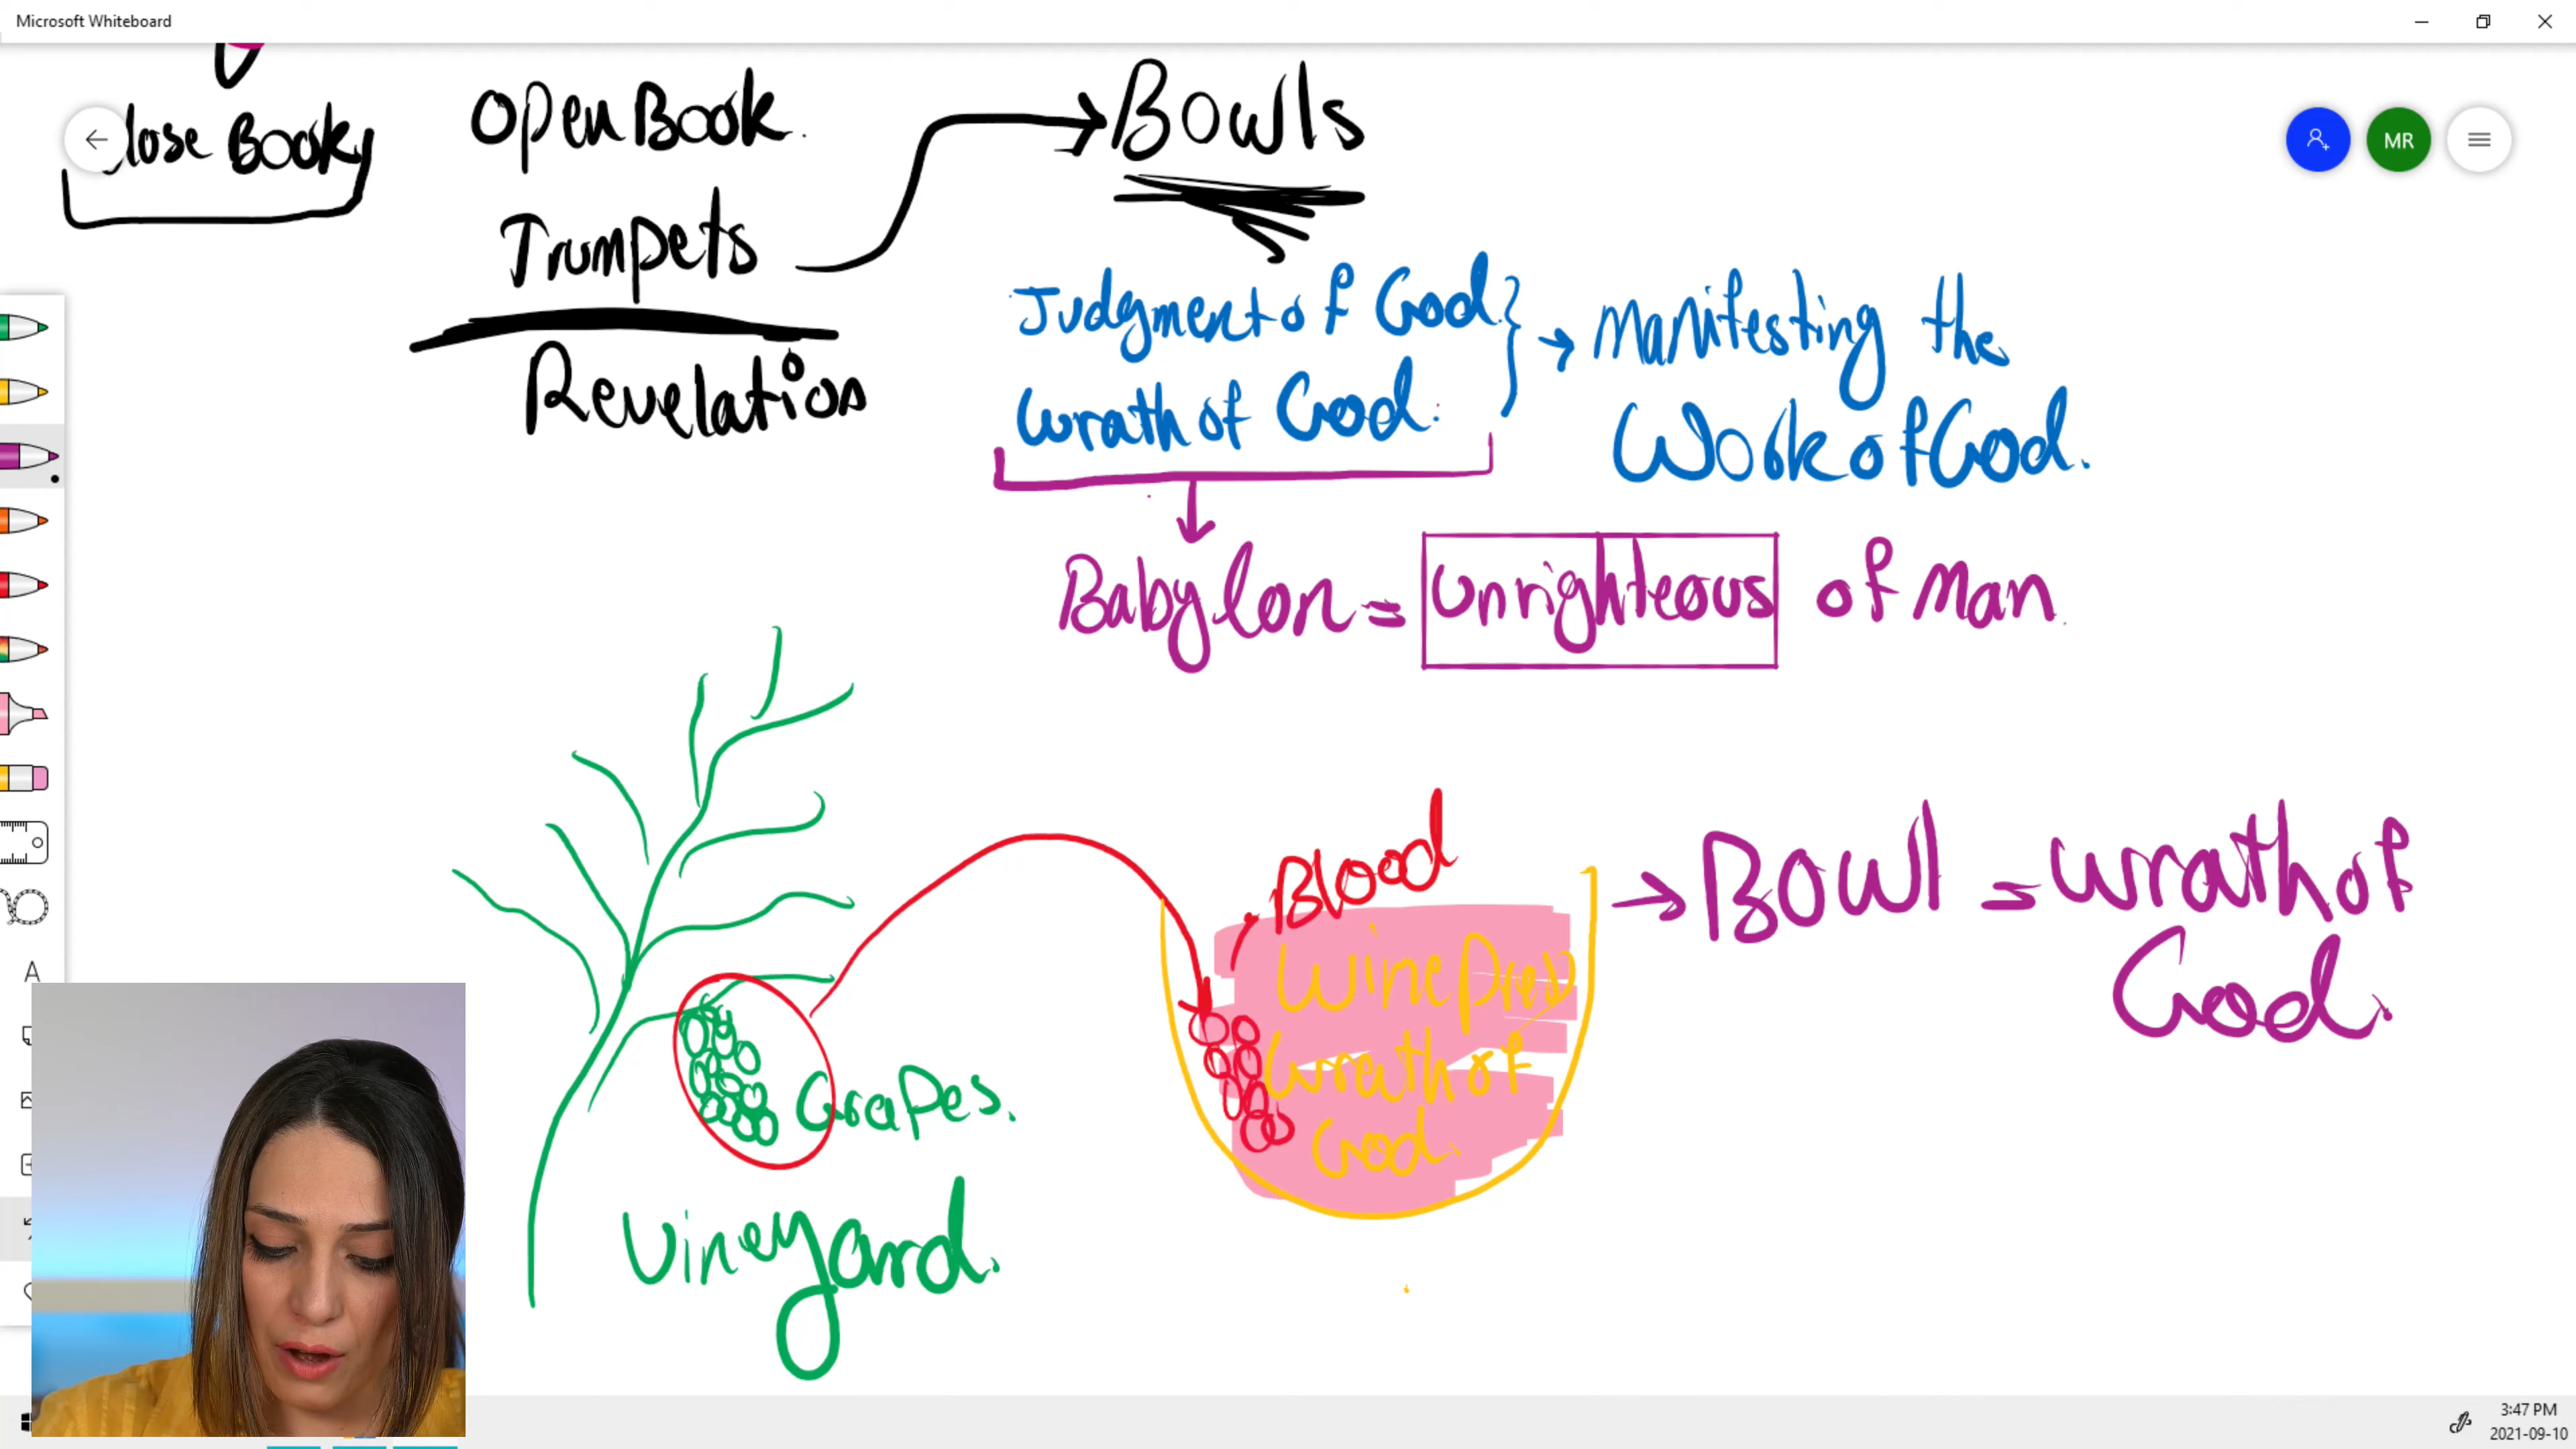 Microsoft Whiteboard
lose Book
Open Book.
Trumpets
Revelation
Bowls
MR
Judgment of God
Wrath of God.
Manifesting the
Work of God.
Babylon = Unrighteous of Man.
Grapes.
Vineyard.
Blood
Wine Press
Wrath of
God.
Bowl = Wrath of
God.
A
3:47 PM
2021-09-10